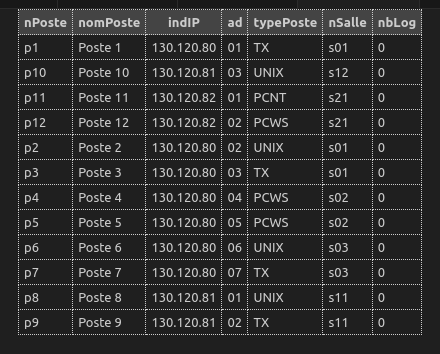 nPoste nomPoste indIP ad typePoste nSalle nbLog
p1 Poste 1 130.120.80 01 TX s01 0
p10 Poste 10 130.120.81 03 UNIX s12 0
p11 Poste 11 130.120.82 01 PCNT s21 0
p12 Poste 12 130.120.82 02 PCWS s21 0
p2 Poste 2 130.120.80 02 UNIX s01 0
p3 Poste 3 130.120.80 03 TX s01 0
p4 Poste 4 130.120.80 04 PCWS s02 0
p5 Poste 5 130.120.80 05 PCWS s02 0
p6 Poste 6 130.120.80 06 UNIX s03 0
p7 Poste 7 130.120.80 07 TX s03 0
p8 Poste 8 130.120.81 01 UNIX s11 0
p9 Poste 9 130.120.81 02 TX s11 0